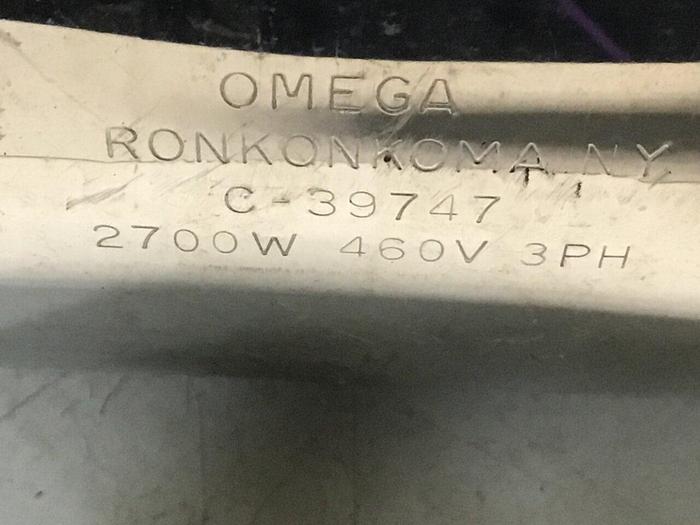 OMEGA
RONKONKOMA NY.
C-39747
2700W 460V 3PH